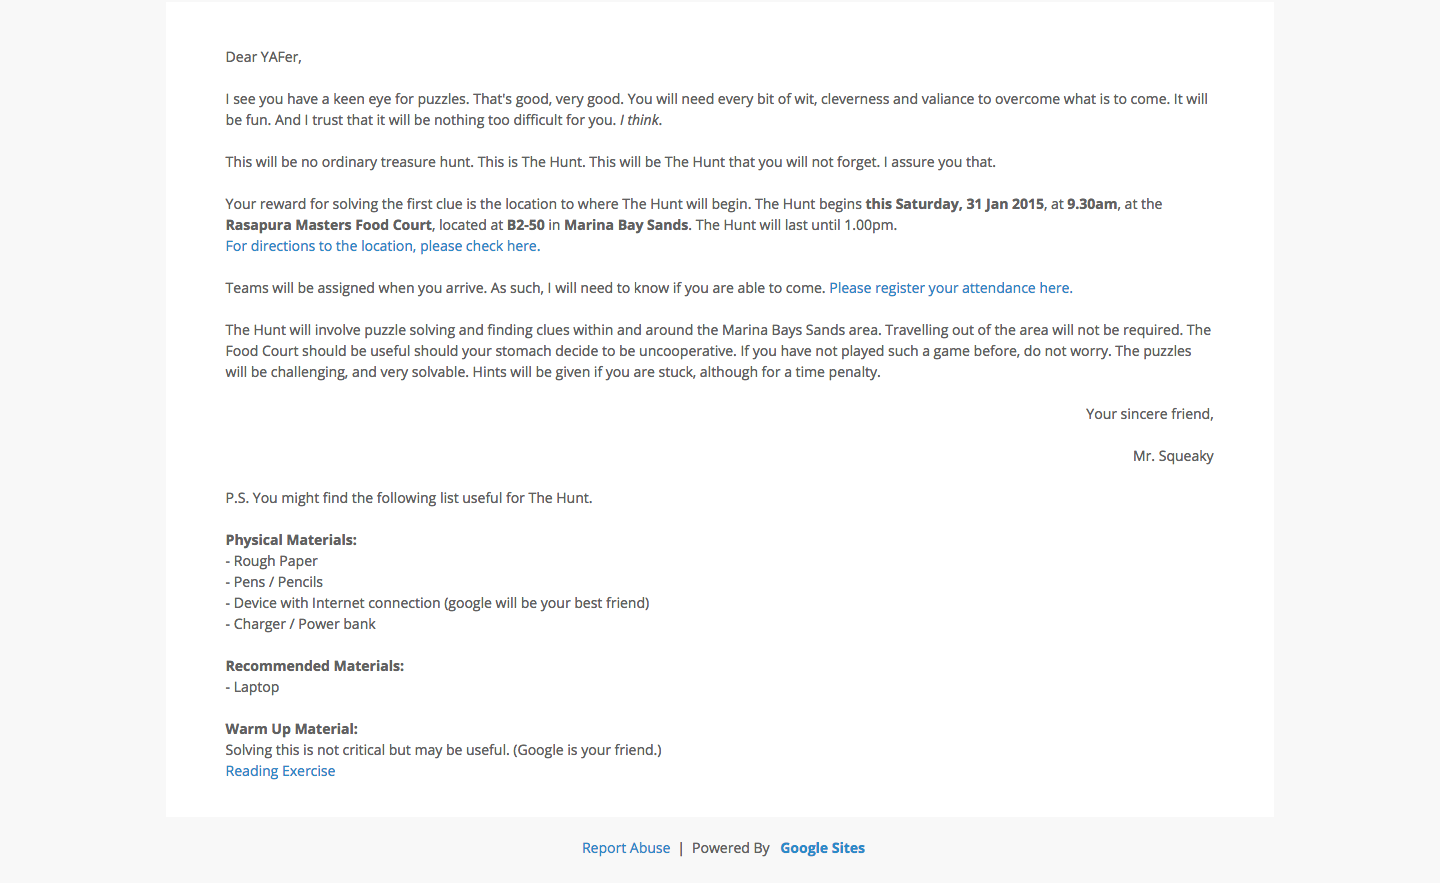 Dear YAFer,
I see you have a keen eye for puzzles. That's good, very good. You will need every bit of wit, cleverness and valiance to overcome what is to come. It will
be fun. And I trust that it will be nothing too difficult for you. I think.
This will be no ordinary treasure hunt. This is The Hunt. This will be The Hunt that you will not forget. I assure you that.
Your reward for solving the first clue is the location to where The Hunt will begin. The Hunt begins this Saturday, 31 Jan 2015, at 9.30am, at the
Rasapura Masters Food Court, located at B2-50 in Marina Bay Sands. The Hunt will last until 1.00pm.
For directions to the location, please check here.
Teams will be assigned when you arrive. As such, I will need to know if you are able to come. Please register your attendance here.
The Hunt will involve puzzle solving and finding clues within and around the Marina Bays Sands area. Travelling out of the area will not be required. The
Food Court should be useful should your stomach decide to be uncooperative. If you have not played such a game before, do not worry. The puzzles
will be challenging, and very solvable. Hints will be given if you are stuck, although for a time penalty.
Your sincere friend,
Mr. Squeaky
P.S. You might find the following list useful for The Hunt.
Physical Materials:
- Rough Paper
- Pens / Pencils
- Device with Internet connection (google will be your best friend)
- Charger / Power bank
Recommended Materials:
- Laptop
Warm Up Material:
Solving this is not critical but may be useful. (Google is your friend.)
Reading Exercise
Report Abuse | Powered By Google Sites